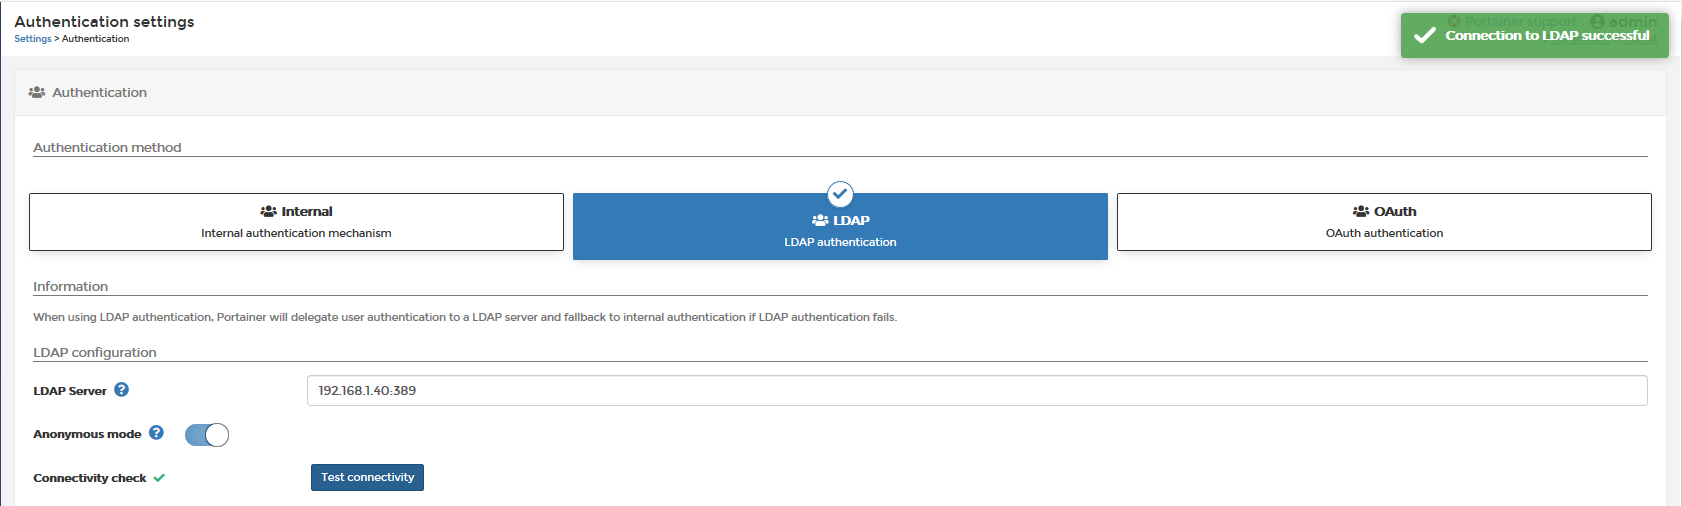 Authentication settings
Settings > Authentication
Portainer support admin
Connection to LDAP successful
Authentication
Authentication method
Internal
Internal authentication mechanism
LDAP
LDAP authentication
OAuth
OAuth authentication
Information
When using LDAP authentication, Portainer will delegate user authentication to a LDAP server and fallback to internal authentication if LDAP authentication fails.
LDAP configuration
LDAP Server
192.168.1.40:389
Anonymous mode
Connectivity check
Test connectivity